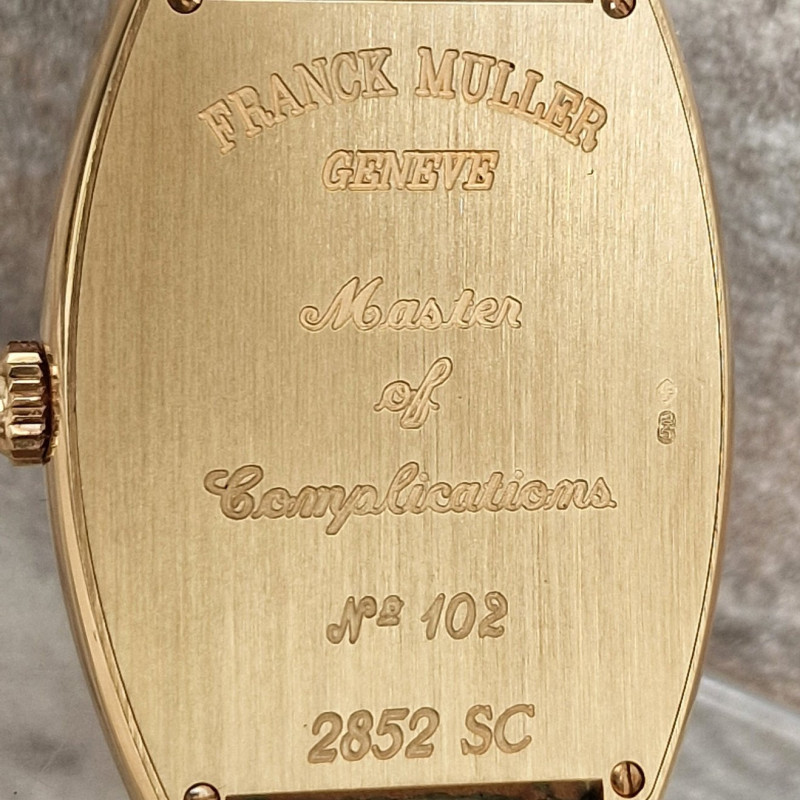 FRANCK MULLER
GENEVE
Master
of
Complications
Nº 102
2852 SC